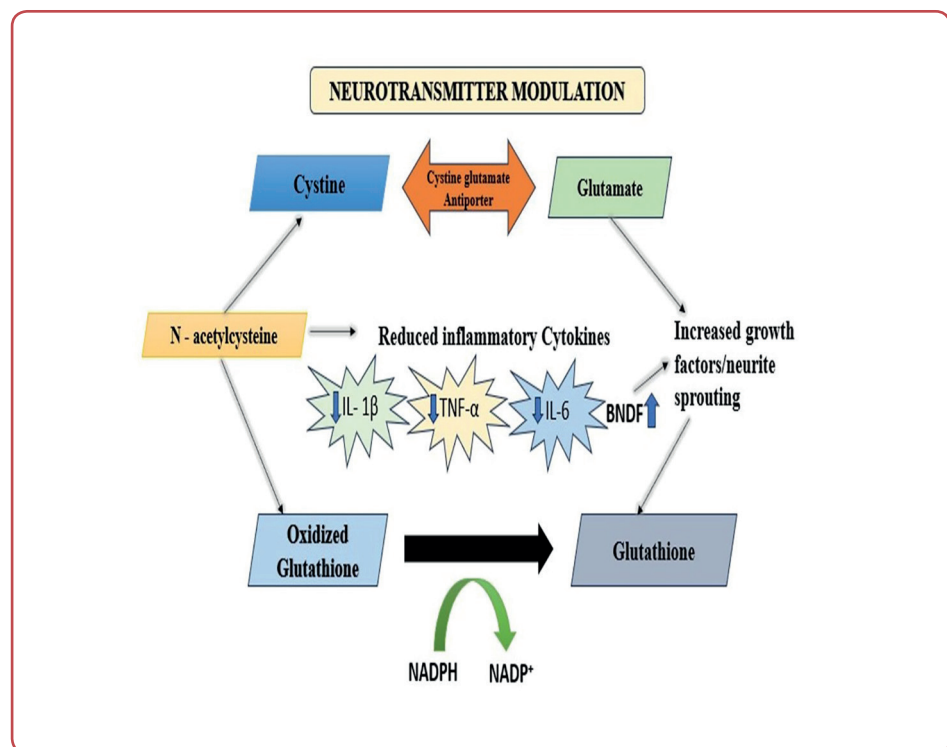 NEUROTRANSMITTER MODULATION
Cystine
Cystine glutamate
Antiporter
Glutamate
N - acetylcysteine
Reduced inflammatory Cytokines
Increased growth
factors/neurite
sprouting
IL- 1β
TNF-α
IL-6
BNDF
Oxidized
Glutathione
Glutathione
NADPH
NADP⁺